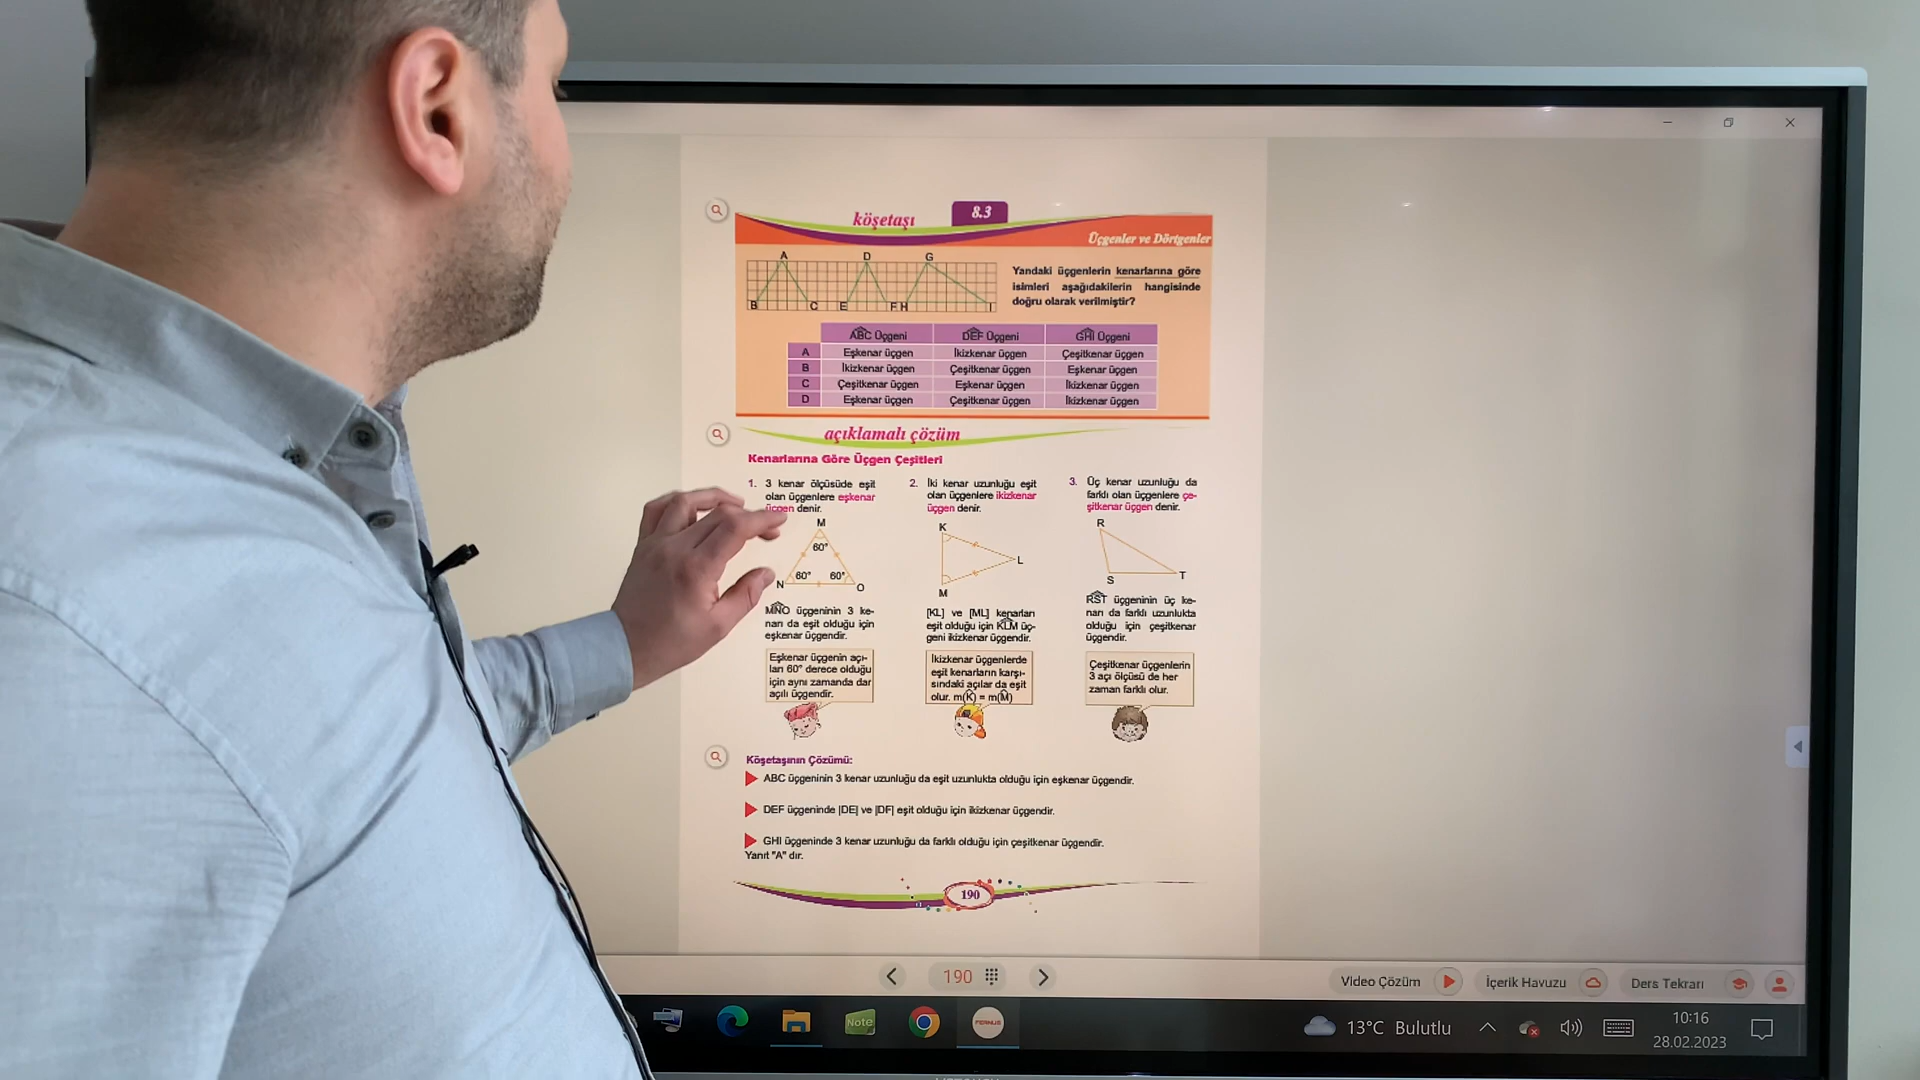 8.3
köşetaşı
Üçgenler ve Dörtgenler
A D G
B C E F H I
Yandaki üçgenlerin kenarlarına göre
isimleri aşağıdakilerin hangisinde
doğru olarak verilmiştir?
ABC Üçgeni DEF Üçgeni GHI Üçgeni
A Eşkenar üçgen İkizkenar üçgen Çeşitkenar üçgen
B İkizkenar üçgen Çeşitkenar üçgen Eşkenar üçgen
C Çeşitkenar üçgen Eşkenar üçgen İkizkenar üçgen
D Eşkenar üçgen Çeşitkenar üçgen İkizkenar üçgen
açıklamalı çözüm
Kenarlarına Göre Üçgen Çeşitleri
1. 3 kenar ölçüsüde eşit
olan üçgenlere eşkenar
üçgen denir.
M
60°
60° 60°
N O
MNO üçgeninin 3 ke-
narı da eşit olduğu için
eşkenar üçgendir.
Eşkenar üçgenin açı-
ları 60° derece olduğu
için aynı zamanda dar
açılı üçgendir.
2. İki kenar uzunluğu eşit
olan üçgenlere ikizkenar
üçgen denir.
K
L
M
[KL] ve [ML] kenarları
eşit olduğu için KLM üç-
geni ikizkenar üçgendir.
İkizkenar üçgenlerde
eşit kenarların karşı-
sındaki açılar da eşit
olur. m(K̂) = m(M̂)
3. Üç kenar uzunluğu da
farklı olan üçgenlere çe-
şitkenar üçgen denir.
R
S T
RST üçgeninin üç ke-
narı da farklı uzunlukta
olduğu için çeşitkenar
üçgendir.
Çeşitkenar üçgenlerin
3 açı ölçüsü de her
zaman farklı olur.
Köşetaşının Çözümü:
ABC üçgeninin 3 kenar uzunluğu da eşit uzunlukta olduğu için eşkenar üçgendir.
DEF üçgeninde |DE| ve |DF| eşit olduğu için ikizkenar üçgendir.
GHI üçgeninde 3 kenar uzunluğu da farklı olduğu için çeşitkenar üçgendir.
Yanıt "A" dır.
190
190
Video Çözüm İçerik Havuzu Ders Tekrarı
Note
FERNUS
13°C Bulutlu
10:16
28.02.2023